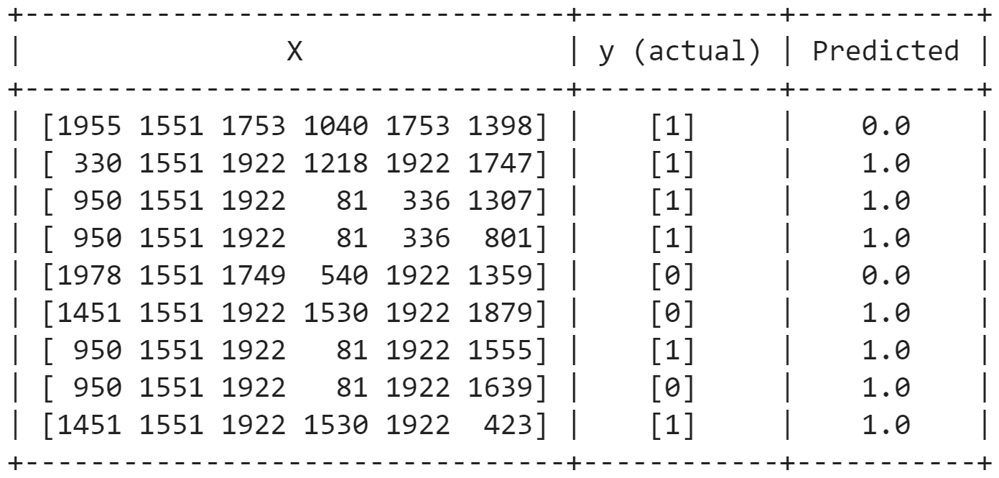 +---------------------------------+------------+-----------+
|                X                | y (actual) | Predicted |
+---------------------------------+------------+-----------+
| [1955 1551 1753 1040 1753 1398] |    [1]     |    0.0    |
| [ 330 1551 1922 1218 1922 1747] |    [1]     |    1.0    |
| [ 950 1551 1922   81  336 1307] |    [1]     |    1.0    |
| [ 950 1551 1922   81  336  801] |    [1]     |    1.0    |
| [1978 1551 1749  540 1922 1359] |    [0]     |    0.0    |
| [1451 1551 1922 1530 1922 1879] |    [0]     |    1.0    |
| [ 950 1551 1922   81 1922 1555] |    [1]     |    1.0    |
| [ 950 1551 1922   81 1922 1639] |    [0]     |    1.0    |
| [1451 1551 1922 1530 1922  423] |    [1]     |    1.0    |
+---------------------------------+------------+-----------+